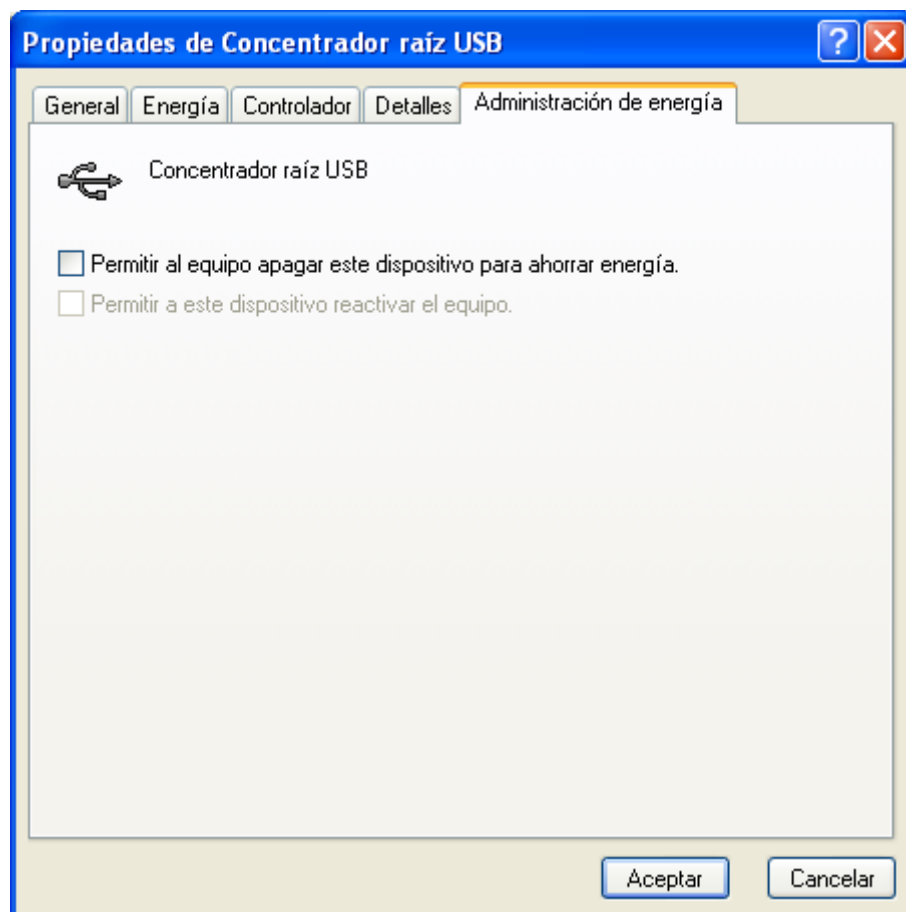 Propiedades de Concentrador raíz USB
General Energía Controlador Detalles Administración de energía
Concentrador raíz USB
Permitir al equipo apagar este dispositivo para ahorrar energía.
Permitir a este dispositivo reactivar el equipo.
Aceptar Cancelar